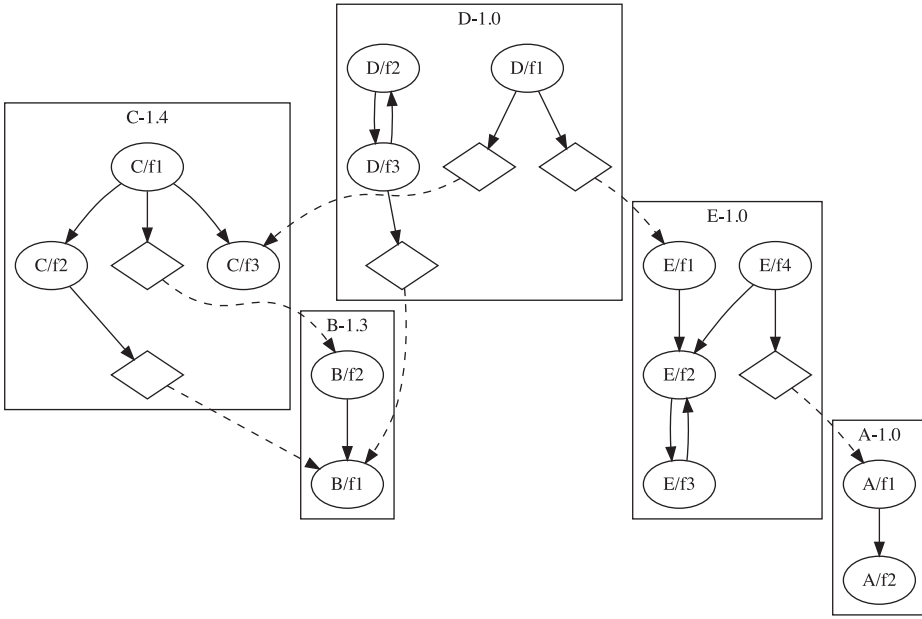 D-1.0
D/f2
D/f1
D/f3
C-1.4
C/f1
C/f2
C/f3
B-1.3
B/f2
B/f1
E-1.0
E/f1
E/f4
E/f2
E/f3
A-1.0
A/f1
A/f2